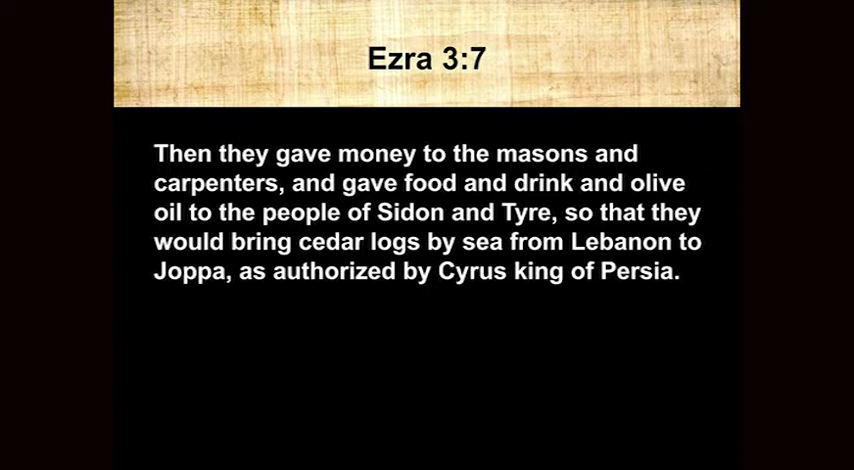 Ezra 3:7
Then they gave money to the masons and
carpenters, and gave food and drink and olive
oil to the people of Sidon and Tyre, so that they
would bring cedar logs by sea from Lebanon to
Joppa, as authorized by Cyrus king of Persia.